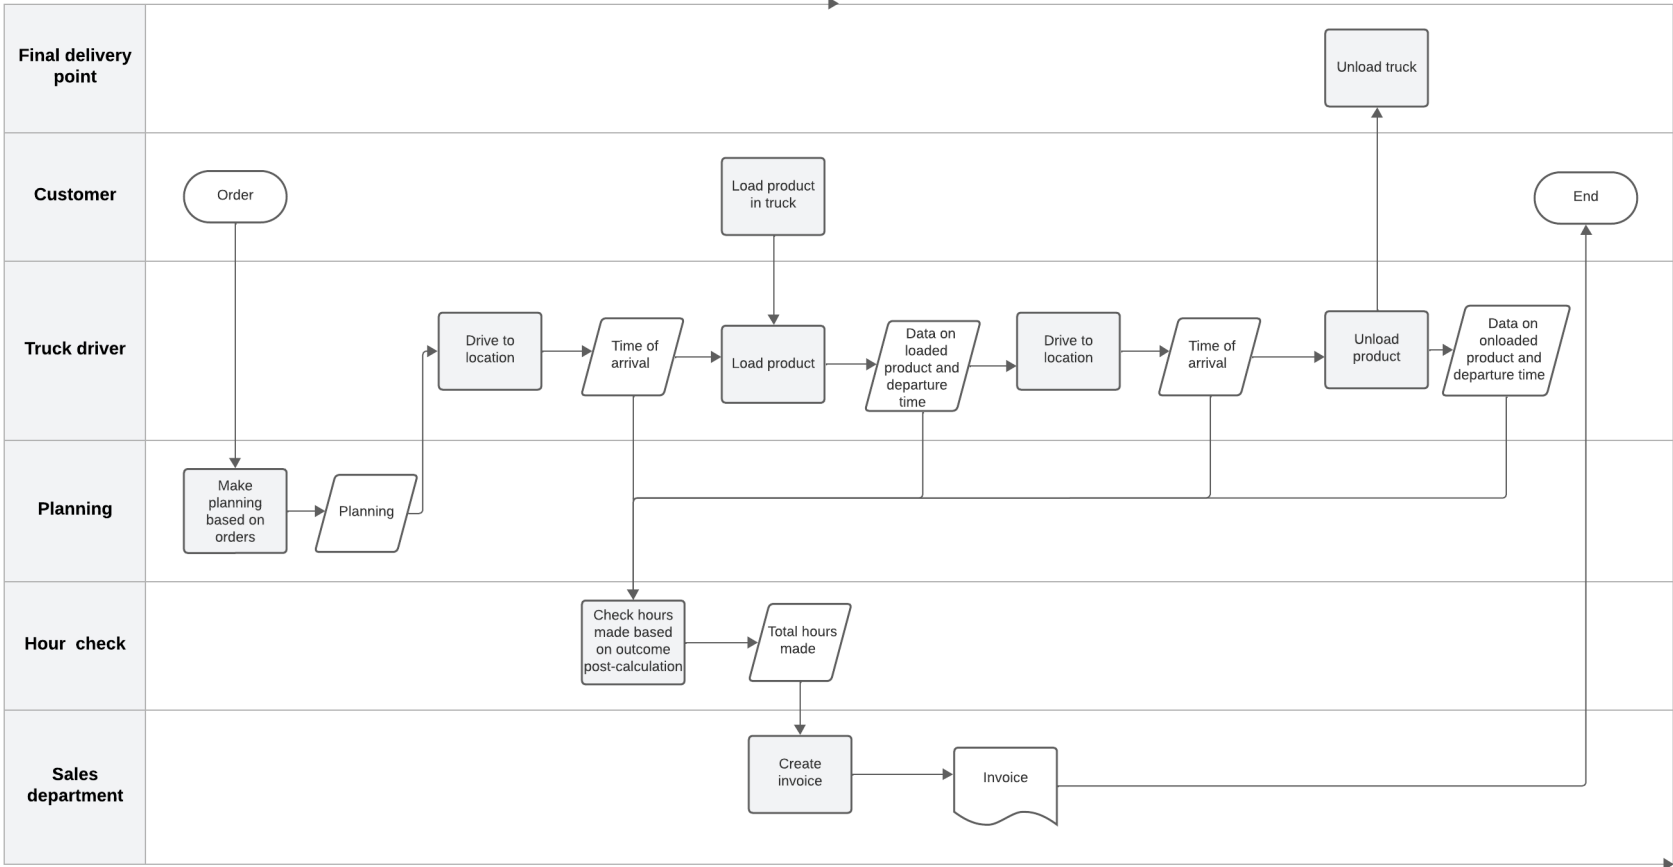 Final delivery
point
Unload truck
Customer
Order
Load product
in truck
End
Truck driver
Drive to
location
Time of
arrival
Load product
Data on
loaded
product and
departure
time
Drive to
location
Time of
arrival
Unload
product
Data on
onloaded
product and
departure time
Planning
Make
planning
based on
orders
Planning
Hour check
Check hours
made based
on outcome
post-calculation
Total hours
made
Sales
department
Create
invoice
Invoice